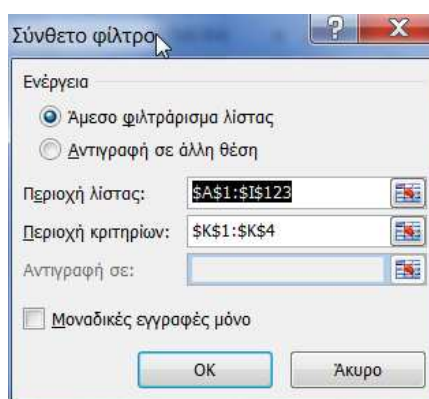 Σύνθετο φίλτρο
Ενέργεια
Άμεσο φιλτράρισμα λίστας
Αντιγραφή σε άλλη θέση
Περιοχή λίστας: $A$1:$I$123
Περιοχή κριτηρίων: $K$1:$K$4
Αντιγραφή σε:
Μοναδικές εγγραφές μόνο
OK Άκυρο